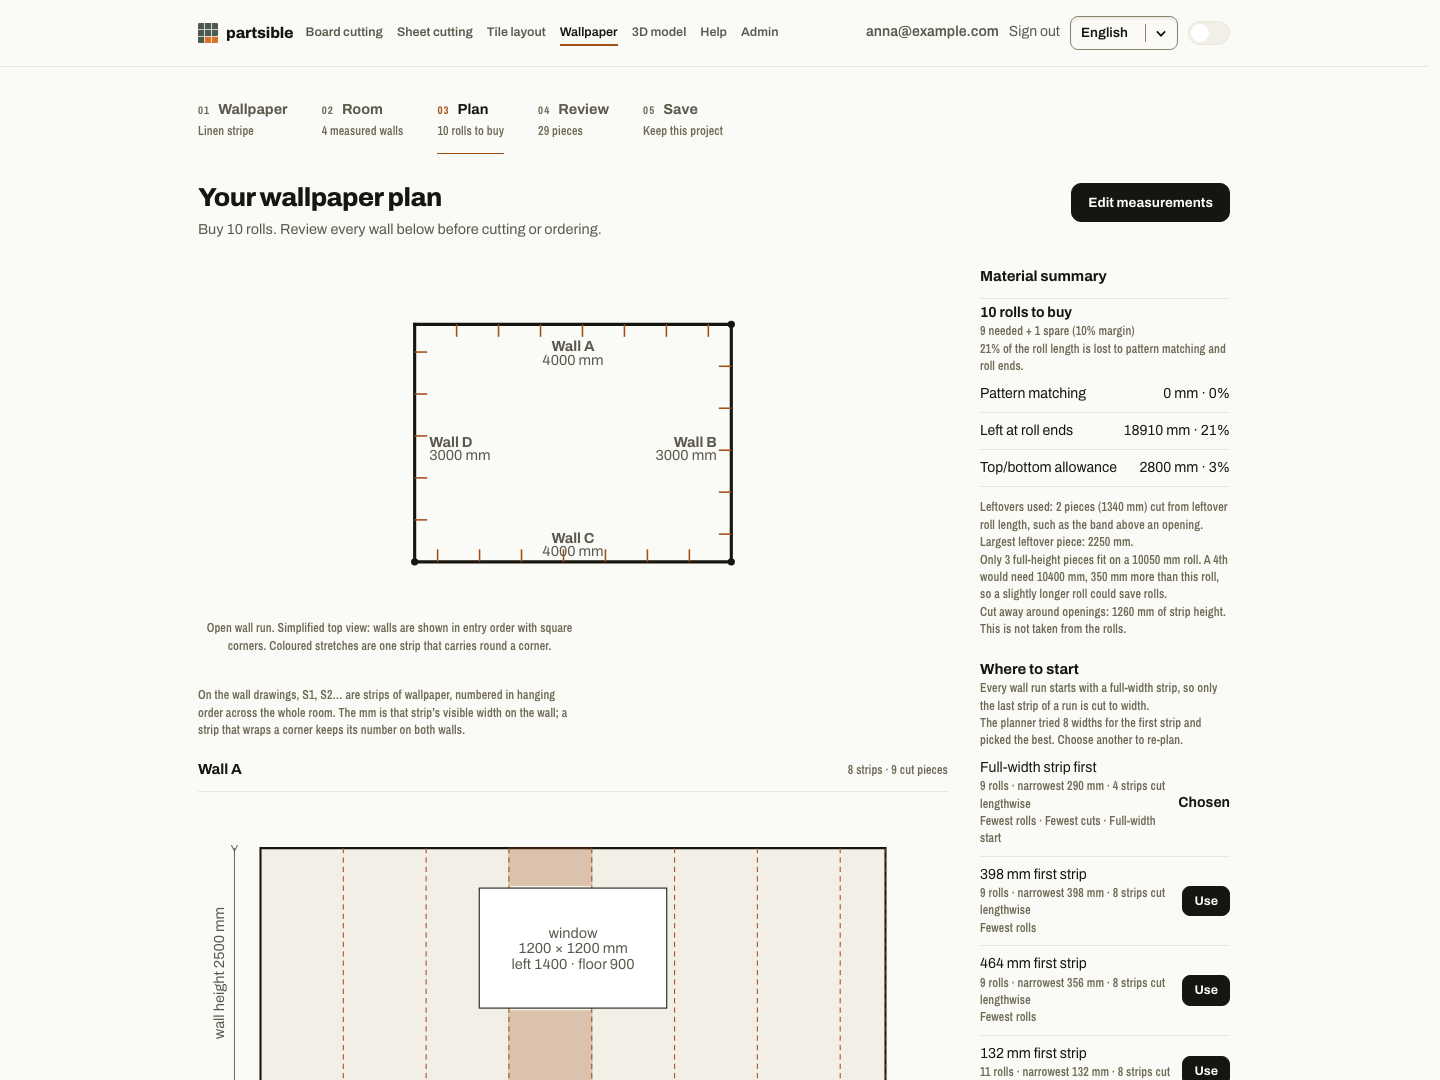 partsible
Board cutting
Sheet cutting
Tile layout
Wallpaper
3D model
Help
Admin
anna@example.com
Sign out
English
01 Wallpaper
Linen stripe
02 Room
4 measured walls
03 Plan
10 rolls to buy
04 Review
29 pieces
05 Save
Keep this project
Your wallpaper plan
Buy 10 rolls. Review every wall below before cutting or ordering.
Edit measurements
Wall A
4000 mm
Wall D
3000 mm
Wall B
3000 mm
Wall C
4000 mm
Open wall run. Simplified top view: walls are shown in entry order with square
corners. Coloured stretches are one strip that carries round a corner.
On the wall drawings, S1, S2… are strips of wallpaper, numbered in hanging
order across the whole room. The mm is that strip’s visible width on the wall; a
strip that wraps a corner keeps its number on both walls.
Wall A
8 strips · 9 cut pieces
wall height 2500 mm
window
1200 × 1200 mm
left 1400 · floor 900
Material summary
10 rolls to buy
9 needed + 1 spare (10% margin)
21% of the roll length is lost to pattern matching and
roll ends.
Pattern matching 0 mm · 0%
Left at roll ends 18910 mm · 21%
Top/bottom allowance 2800 mm · 3%
Leftovers used: 2 pieces (1340 mm) cut from leftover
roll length, such as the band above an opening.
Largest leftover piece: 2250 mm.
Only 3 full-height pieces fit on a 10050 mm roll. A 4th
would need 10400 mm, 350 mm more than this roll,
so a slightly longer roll could save rolls.
Cut away around openings: 1260 mm of strip height.
This is not taken from the rolls.
Where to start
Every wall run starts with a full-width strip, so only
the last strip of a run is cut to width.
The planner tried 8 widths for the first strip and
picked the best. Choose another to re-plan.
Full-width strip first
9 rolls · narrowest 290 mm · 4 strips cut
lengthwise
Fewest rolls · Fewest cuts · Full-width
start
Chosen
398 mm first strip
9 rolls · narrowest 398 mm · 8 strips cut
lengthwise
Fewest rolls
Use
464 mm first strip
9 rolls · narrowest 356 mm · 8 strips cut
lengthwise
Fewest rolls
Use
132 mm first strip
11 rolls · narrowest 132 mm · 8 strips cut
Use